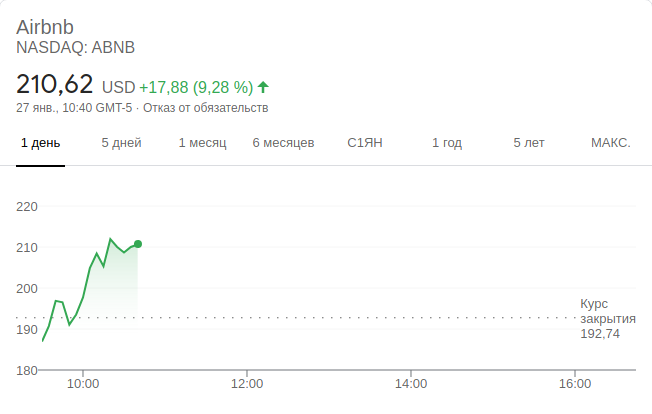 Airbnb
NASDAQ: ABNB
210,62 USD +17,88 (9,28 %)
27 янв., 10:40 GMT-5 · Отказ от обязательств
1 день 5 дней 1 месяц 6 месяцев С1ЯН 1 год 5 лет МАКС.
220
210
200
190
180
Курс
закрытия
192,74
10:00 12:00 14:00 16:00